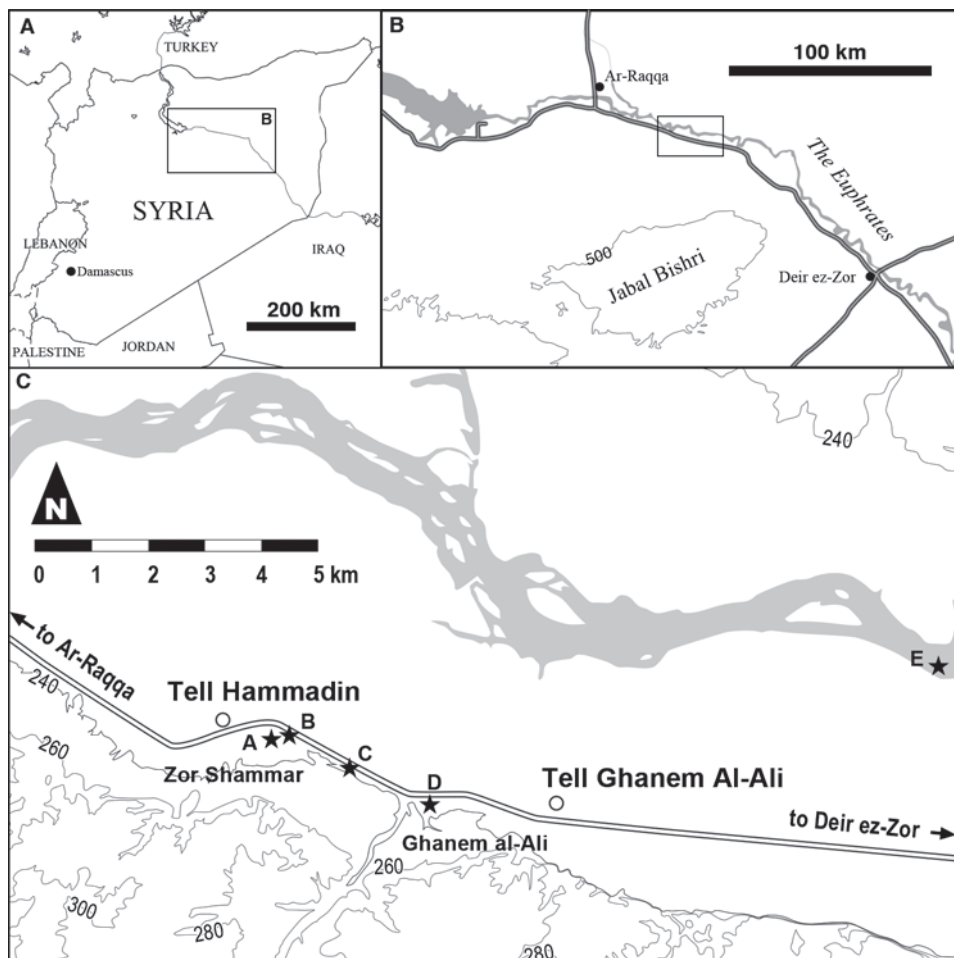 A
TURKEY
B
SYRIA
LEBANON
Damascus
IRAQ
200 km
PALESTINE
JORDAN
B
100 km
Ar-Raqqa
The Euphrates
500
Jabal Bishri
Deir ez-Zor
C
240
N
0 1 2 3 4 5 km
to Ar-Raqqa
E
240
Tell Hammadin
B
A
260
C
Zor Shammar
D
Tell Ghanem Al-Ali
to Deir ez-Zor
Ghanem al-Ali
260
300
280
280